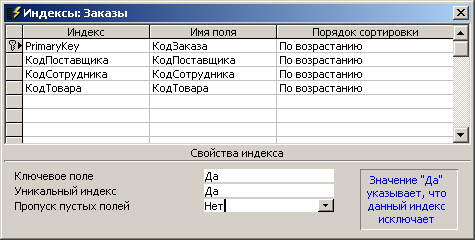 Индексы: Заказы
Индекс Имя поля Порядок сортировки
PrimaryKey КодЗаказа По возрастанию
КодПоставщика КодПоставщика По возрастанию
КодСотрудника КодСотрудника По возрастанию
КодТовара КодТовара По возрастанию
Свойства индекса
Ключевое поле Да
Уникальный индекс Да
Пропуск пустых полей Нет
Значение "Да"
указывает, что
данный индекс
исключает